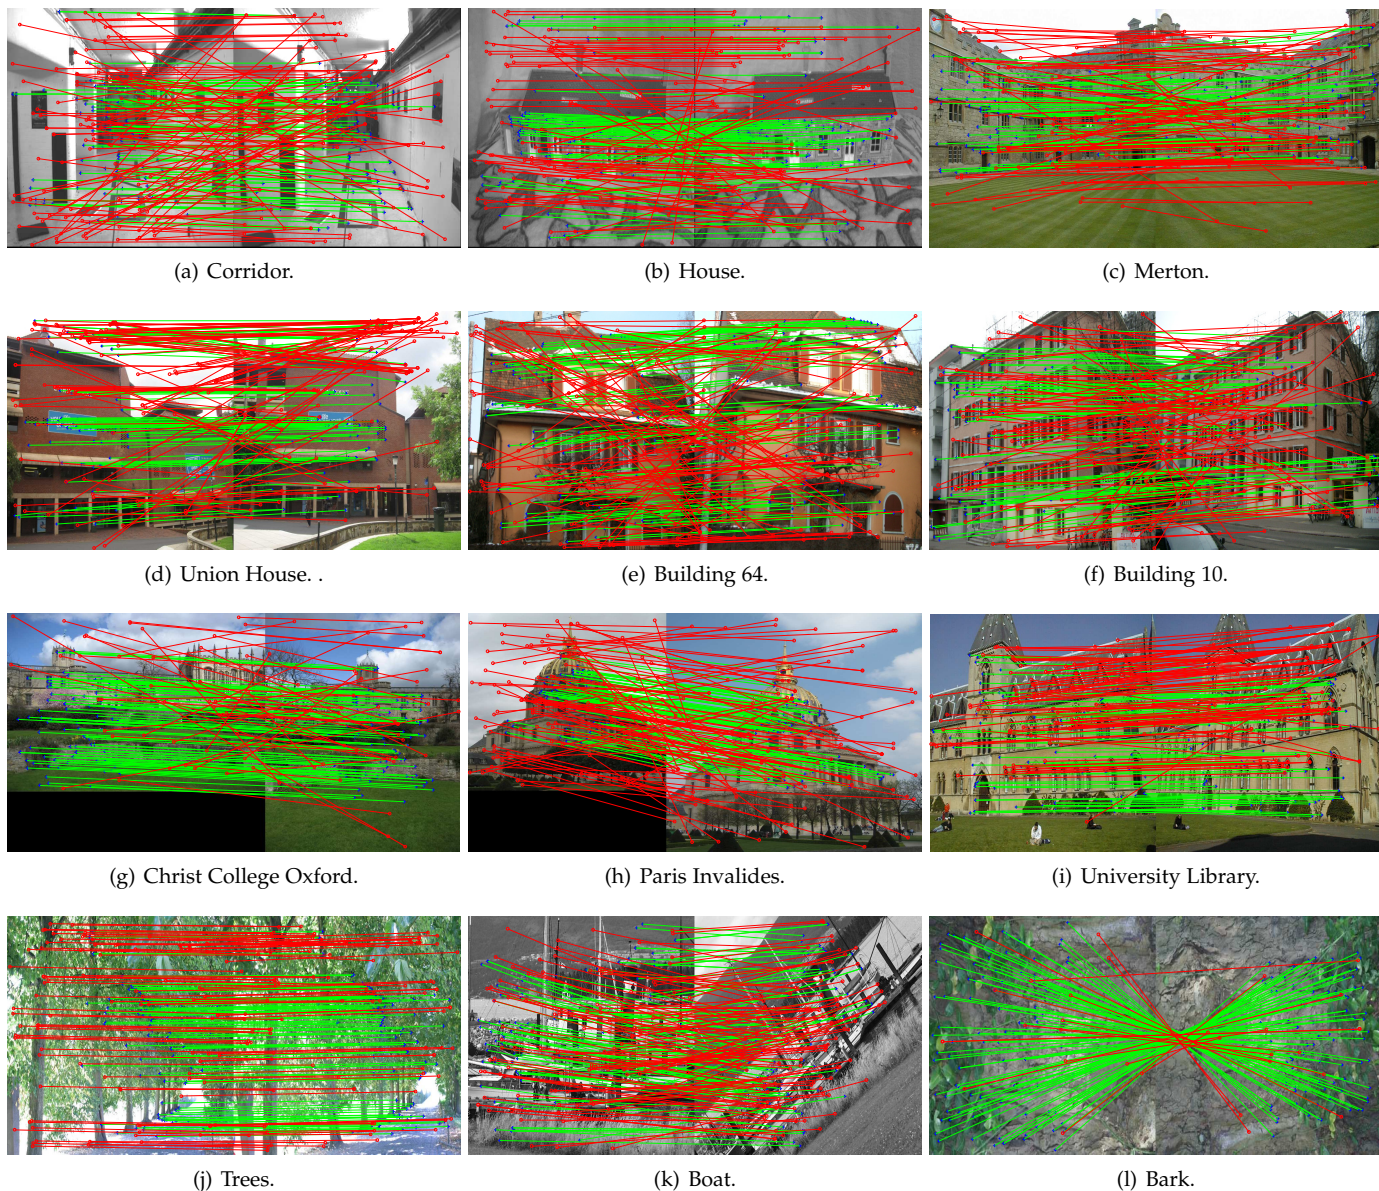 (a) Corridor.
(b) House.
(c) Merton.
(d) Union House. .
(e) Building 64.
(f) Building 10.
(g) Christ College Oxford.
(h) Paris Invalides.
(i) University Library.
(j) Trees.
(k) Boat.
(l) Bark.